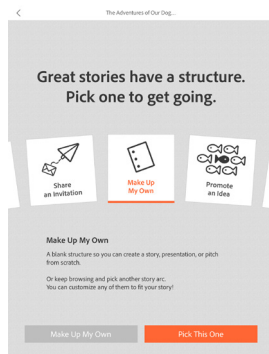 The Adventures of Our Dog...
Great stories have a structure.
Pick one to get going.
Share
an Invitation
Make Up
My Own
Promote
an Idea
Make Up My Own
A blank structure so you can create a story, presentation, or pitch
from scratch.
Or keep browsing and pick another story arc.
You can customize any of them to fit your story!
Make Up My Own
Pick This One